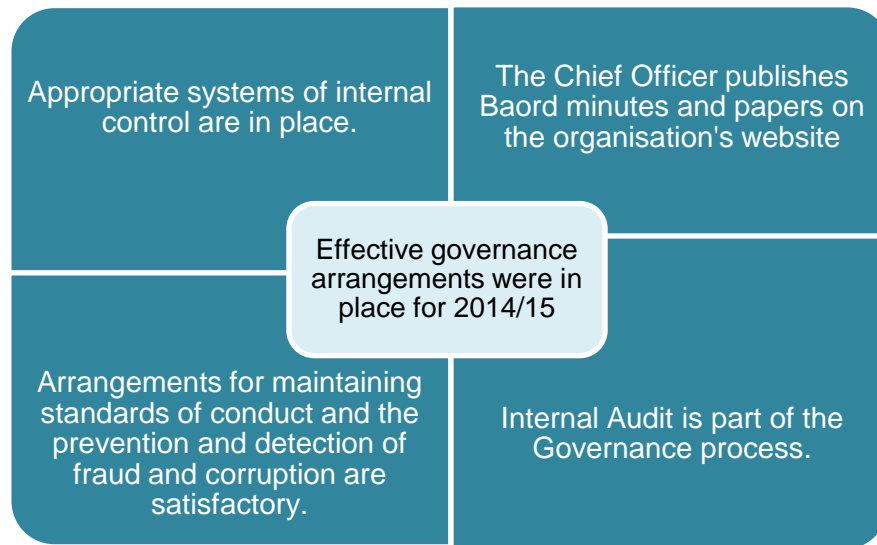 Appropriate systems of internal
control are in place.
The Chief Officer publishes
Baord minutes and papers on
the organisation's website
Effective governance
arrangements were in
place for 2014/15
Arrangements for maintaining
standards of conduct and the
prevention and detection of
fraud and corruption are
satisfactory.
Internal Audit is part of the
Governance process.